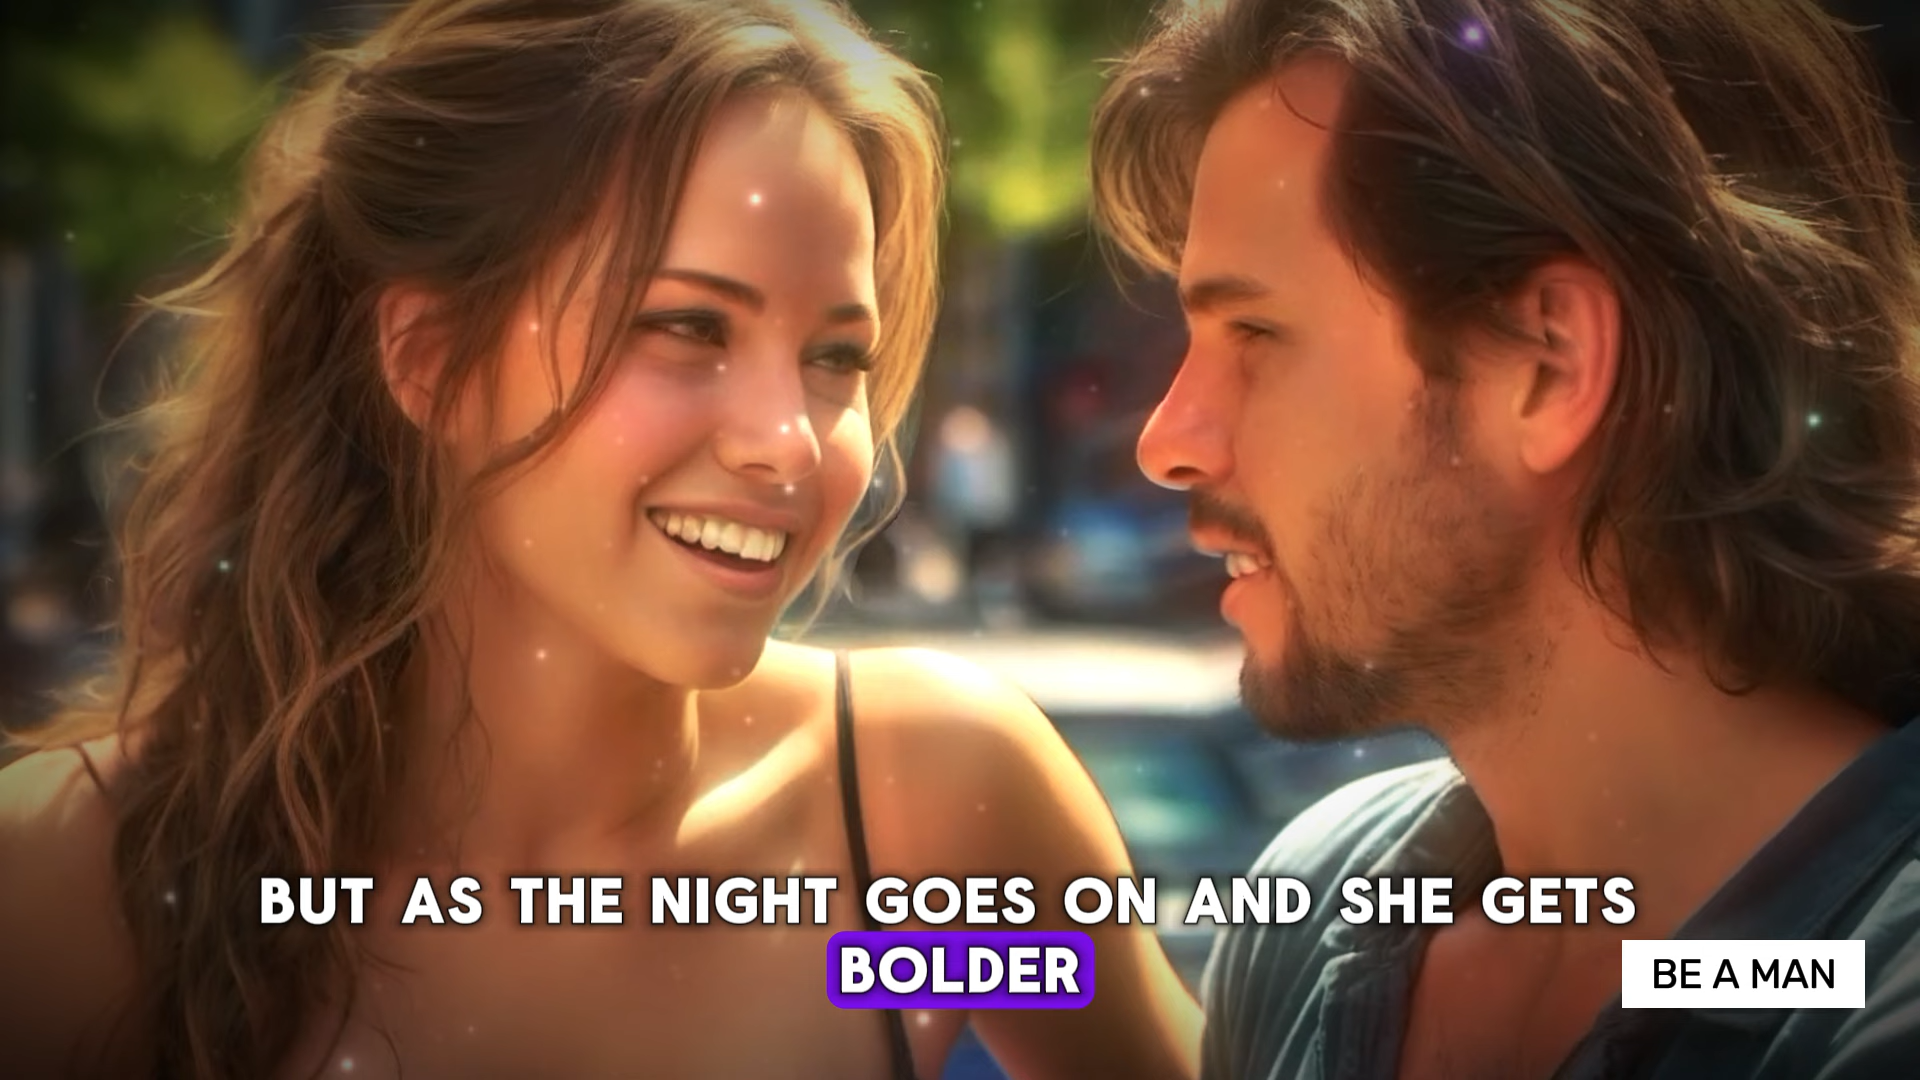 BUT AS THE NIGHT GOES ON AND SHE GETS
BOLDER
BE A MAN